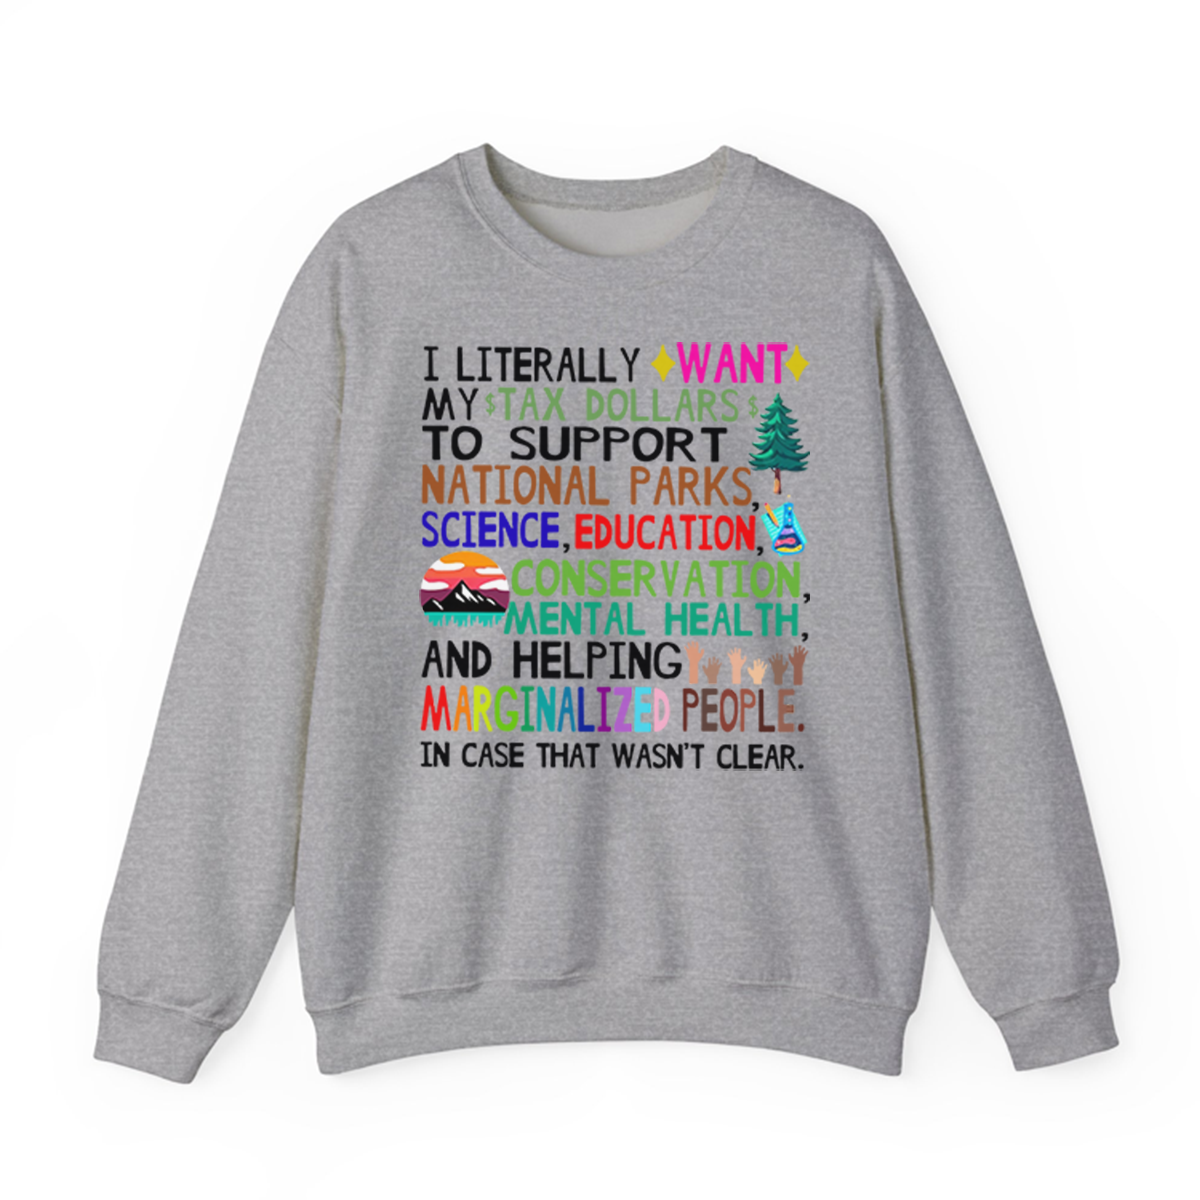 I LITERALLY WANT
MY $TAX DOLLARS$
TO SUPPORT
NATIONAL PARKS,
SCIENCE, EDUCATION,
CONSERVATION,
MENTAL HEALTH,
AND HELPING
MARGINALIZED PEOPLE.
IN CASE THAT WASN'T CLEAR.